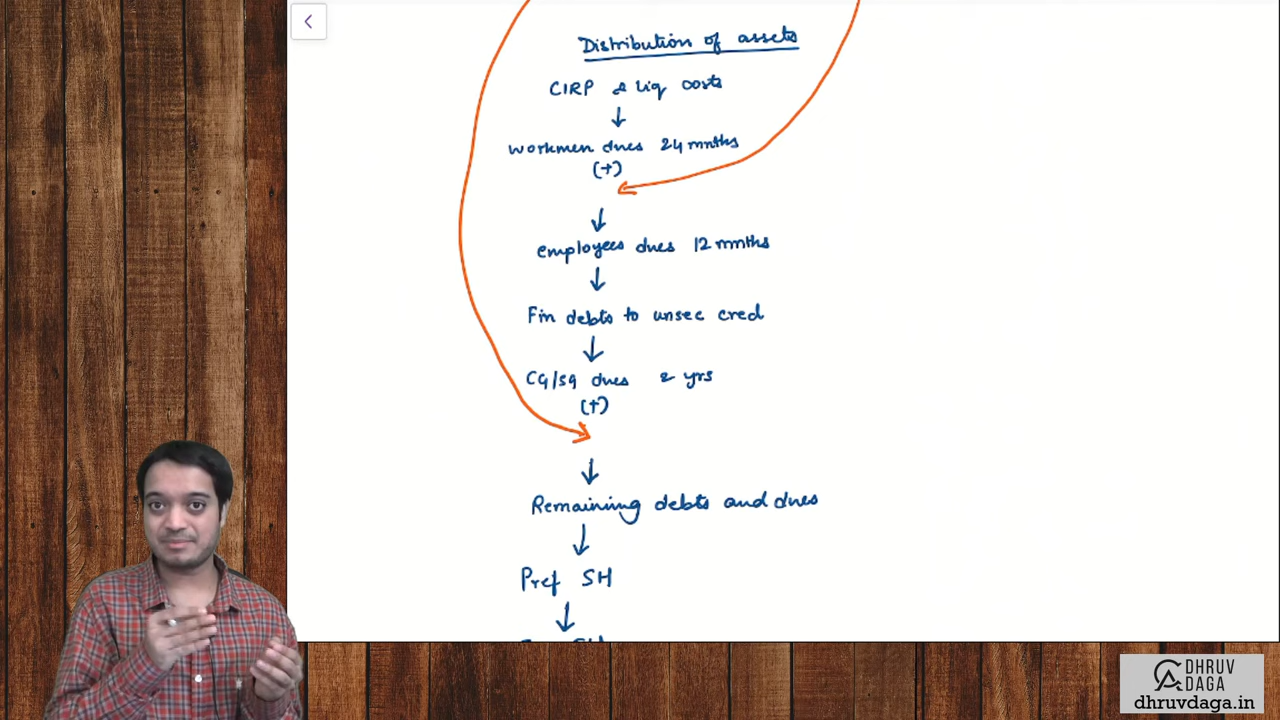 Distribution of assets
CIRP & liq costs
workmen dues 24 mnths
(+)
employees dues 12 mnths
Fin debts to unsec cred
CG/SG dues 2 yrs
(+)
Remaining debts and dues
Pref SH
SH
DHRUV
DAGA
dhruvdaga.in